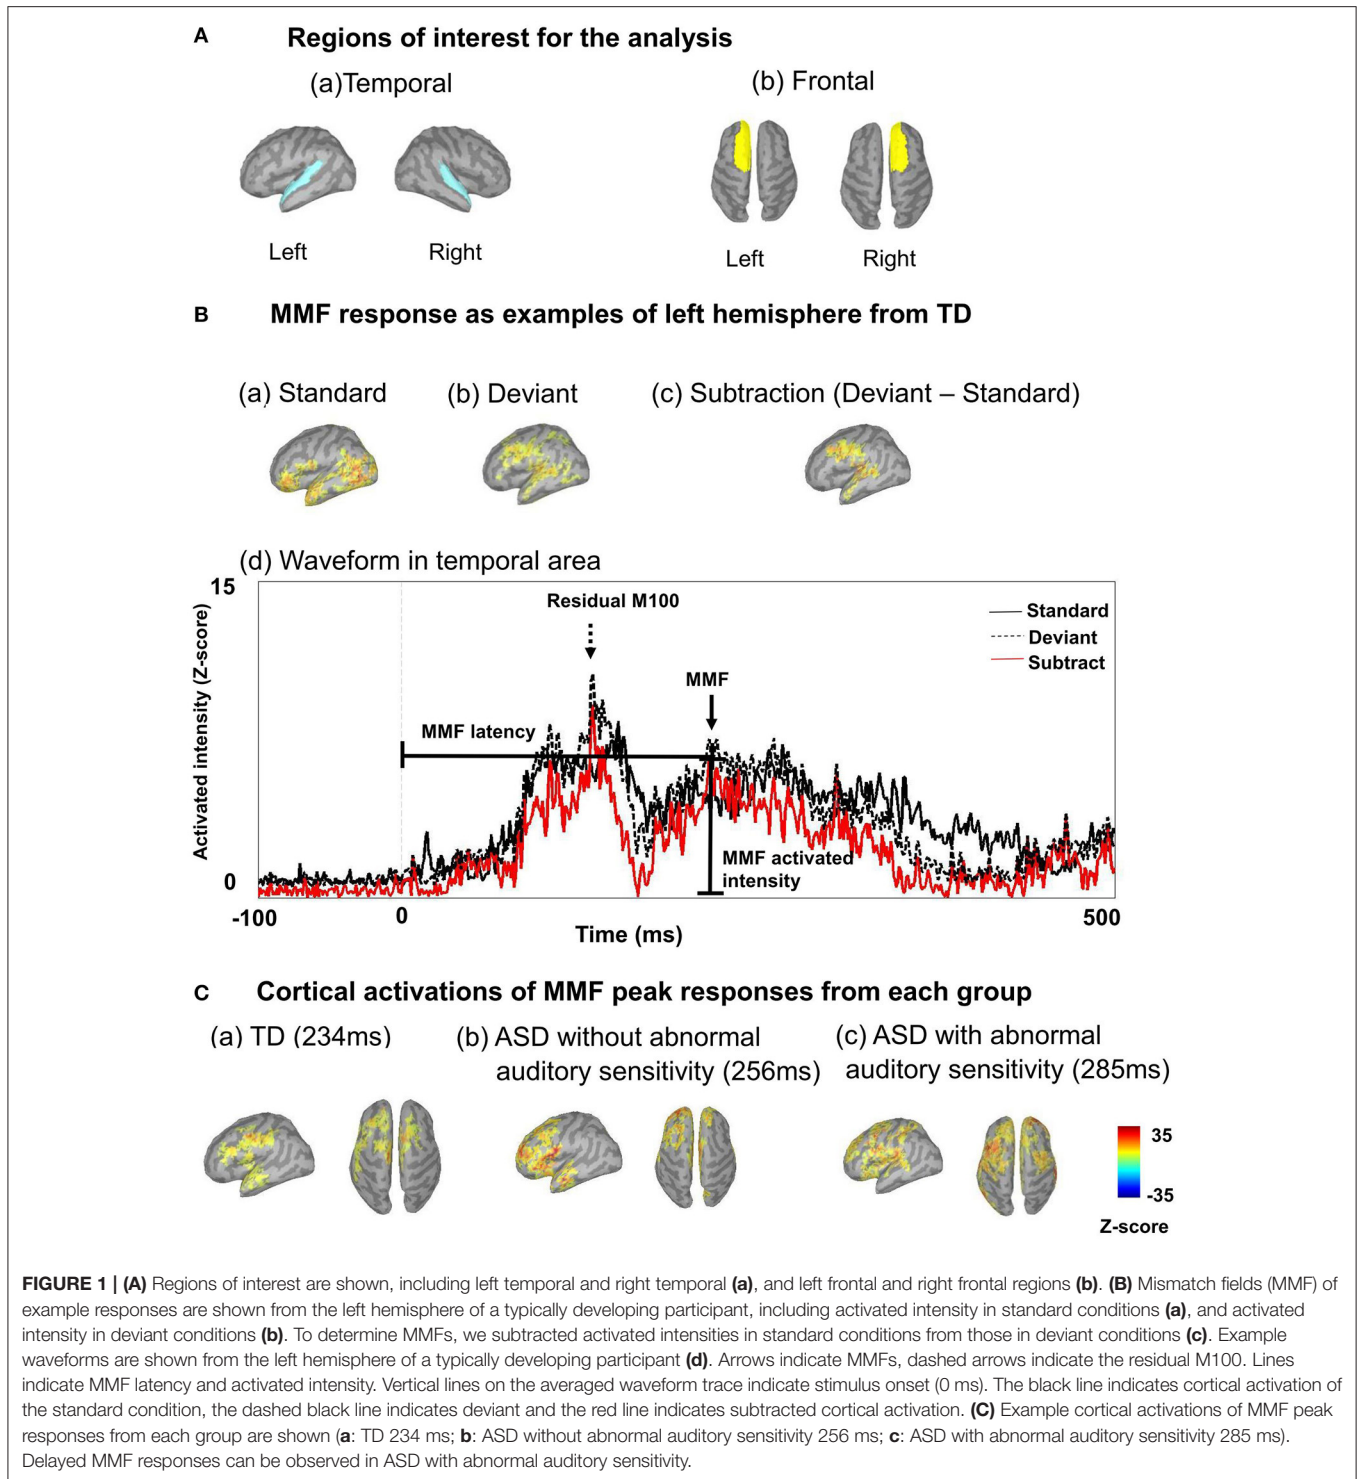 A Regions of interest for the analysis
(a)Temporal (b) Frontal
Left Right Left Right
B MMF response as examples of left hemisphere from TD
(a) Standard (b) Deviant (c) Subtraction (Deviant – Standard)
(d) Waveform in temporal area
15
Activated intensity (Z-score)
Residual M100
Standard
Deviant
Subtract
MMF
MMF latency
MMF activated
intensity
0
-100 0 500
Time (ms)
C Cortical activations of MMF peak responses from each group
(a) TD (234ms) (b) ASD without abnormal (c) ASD with abnormal
auditory sensitivity (256ms) auditory sensitivity (285ms)
35
-35
Z-score
FIGURE 1 | (A) Regions of interest are shown, including left temporal and right temporal (a), and left frontal and right frontal regions (b). (B) Mismatch fields (MMF) of
example responses are shown from the left hemisphere of a typically developing participant, including activated intensity in standard conditions (a), and activated
intensity in deviant conditions (b). To determine MMFs, we subtracted activated intensities in standard conditions from those in deviant conditions (c). Example
waveforms are shown from the left hemisphere of a typically developing participant (d). Arrows indicate MMFs, dashed arrows indicate the residual M100. Lines
indicate MMF latency and activated intensity. Vertical lines on the averaged waveform trace indicate stimulus onset (0 ms). The black line indicates cortical activation of
the standard condition, the dashed black line indicates deviant and the red line indicates subtracted cortical activation. (C) Example cortical activations of MMF peak
responses from each group are shown (a: TD 234 ms; b: ASD without abnormal auditory sensitivity 256 ms; c: ASD with abnormal auditory sensitivity 285 ms).
Delayed MMF responses can be observed in ASD with abnormal auditory sensitivity.